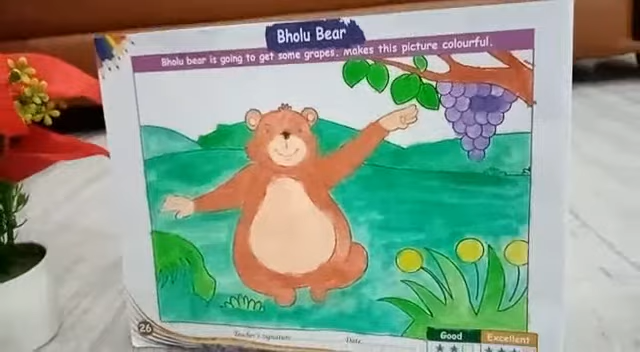 Bholu Bear
Bholu bear is going to get some grapes. Makes this picture colourful.
26
Teacher's signature
Date
Good
Excellent